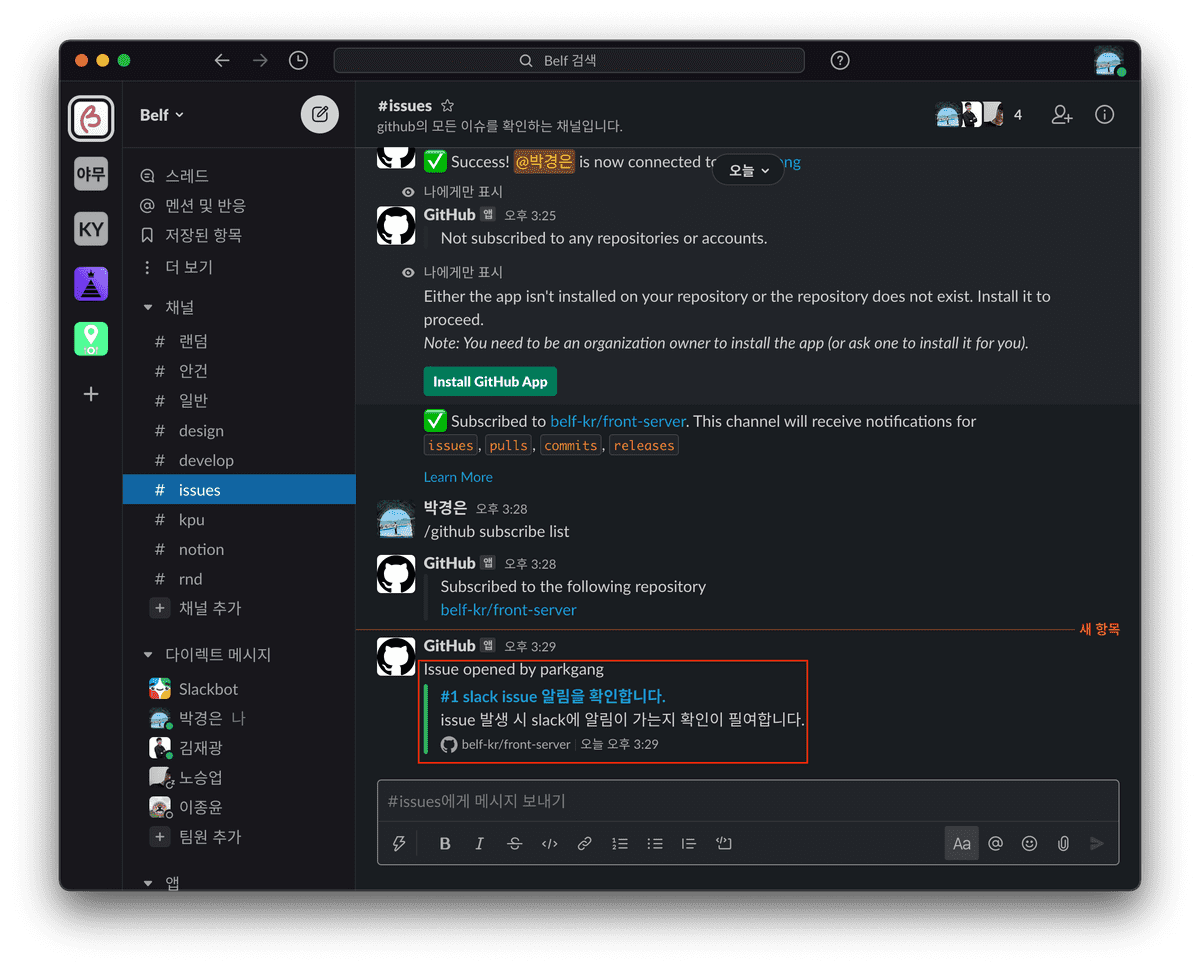 Belf 검색
Belf
야무
KY
스레드
멘션 및 반응
저장된 항목
더 보기
채널
# 랜덤
# 안건
# 일반
# design
# develop
# issues
# kpu
# notion
# rnd
+ 채널 추가
다이렉트 메시지
Slackbot
박경은 나
김재광
노승업
이종윤
+ 팀원 추가
앱
#issues
github의 모든 이슈를 확인하는 채널입니다.
4
Success! @박경은 is now connected to
ng
오늘
나에게만 표시
GitHub 앱 오후 3:25
Not subscribed to any repositories or accounts.
나에게만 표시
Either the app isn't installed on your repository or the repository does not exist. Install it to
proceed.
Note: You need to be an organization owner to install the app (or ask one to install it for you).
Install GitHub App
Subscribed to belf-kr/front-server. This channel will receive notifications for
issues, pulls, commits, releases
Learn More
박경은 오후 3:28
/github subscribe list
GitHub 앱 오후 3:28
Subscribed to the following repository
belf-kr/front-server
새 항목
GitHub 앱 오후 3:29
Issue opened by parkgang
#1 slack issue 알림을 확인합니다.
issue 발생 시 slack에 알림이 가는지 확인이 필여합니다.
belf-kr/front-server 오늘 오후 3:29
#issues에게 메시지 보내기
B I S Aa @